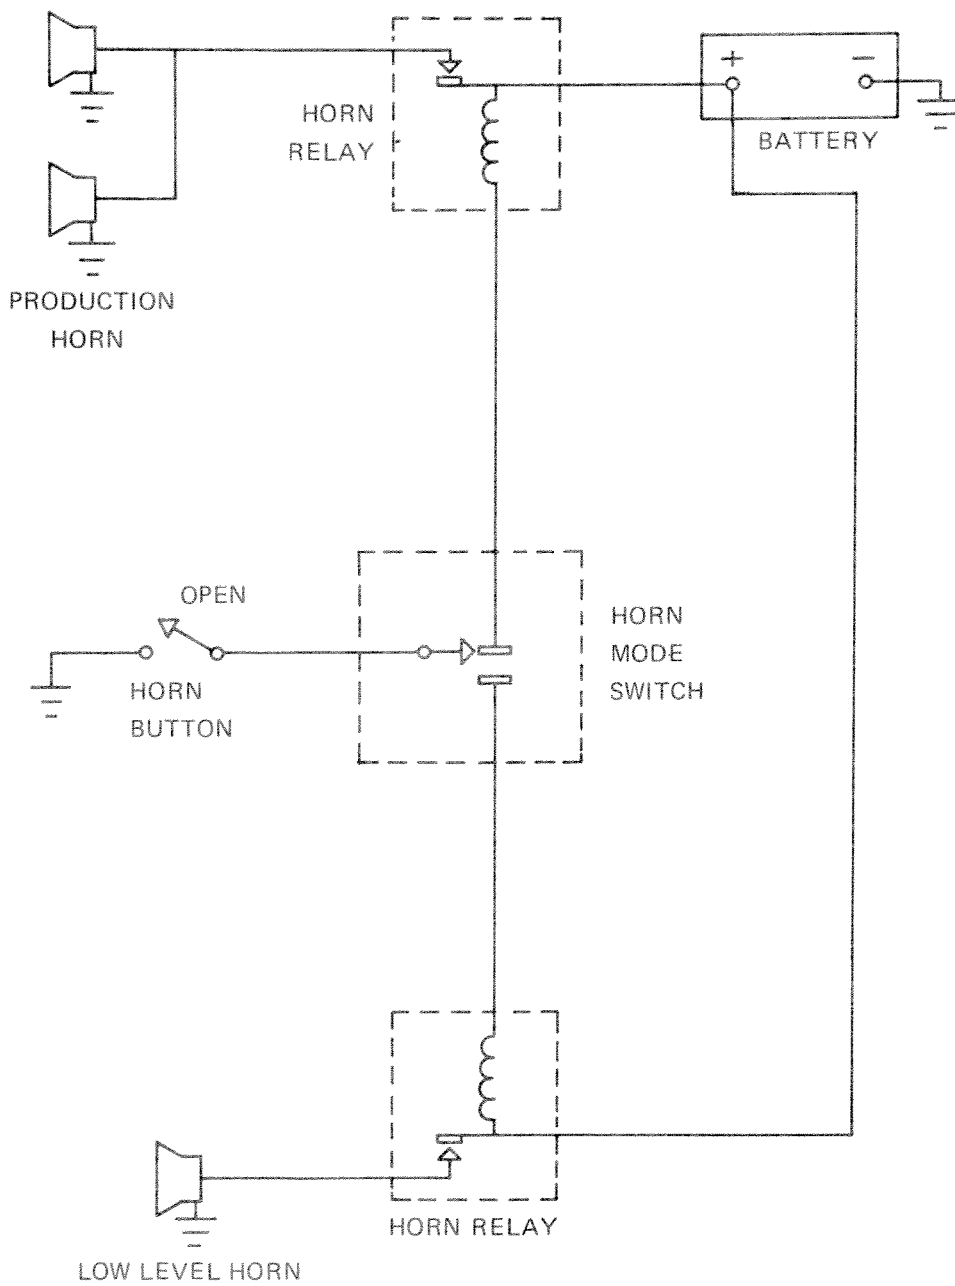 HORN
RELAY
+ −
BATTERY
PRODUCTION
HORN
OPEN
HORN
BUTTON
HORN
MODE
SWITCH
HORN RELAY
LOW LEVEL HORN